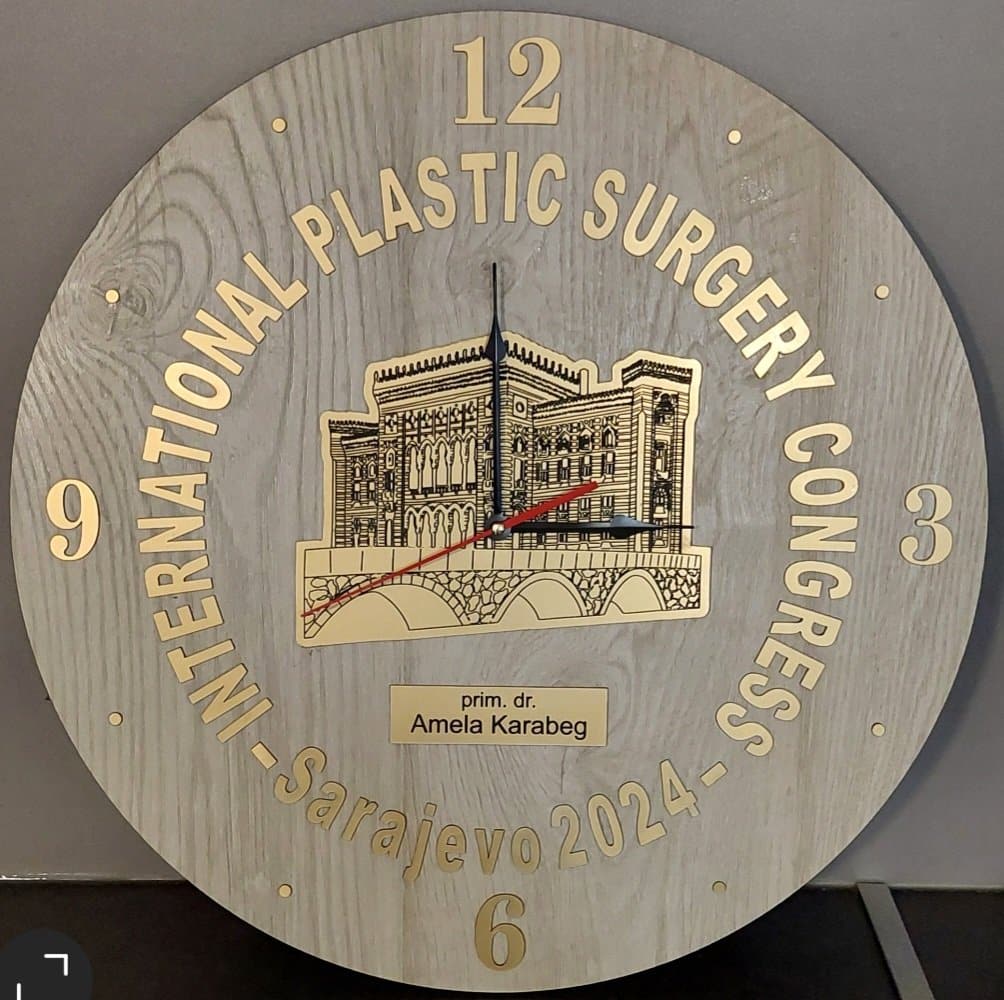 12
INTERNATIONAL PLASTIC SURGERY CONGRESS
9
3
prim. dr.
Amela Karabeg
- Sarajevo 2024 -
6